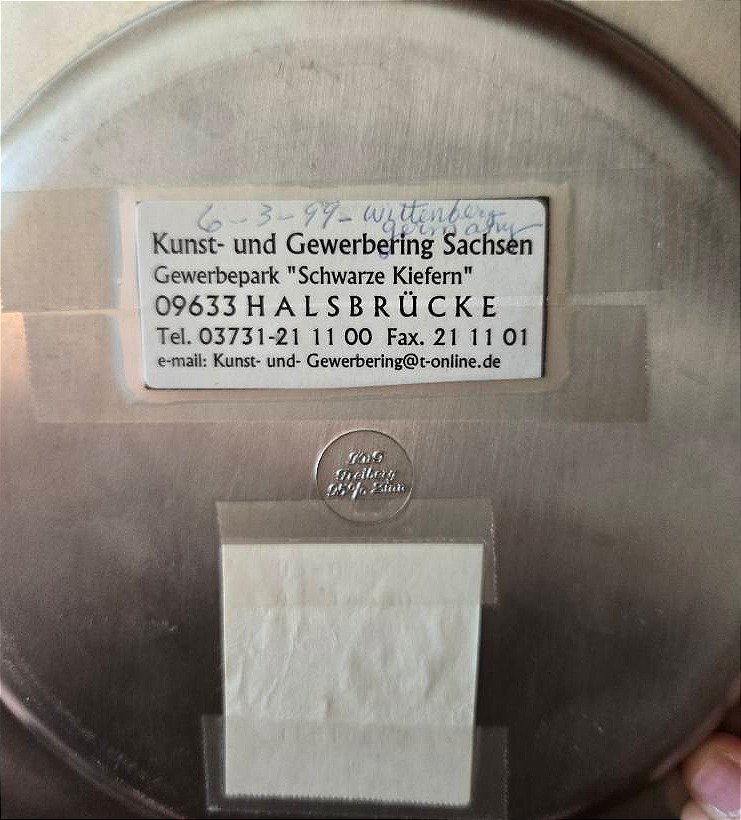 6-3-99- Wittenberg
germany
Kunst- und Gewerbering Sachsen
Gewerbepark "Schwarze Kiefern"
09633 HALSBRÜCKE
Tel. 03731-21 11 00 Fax. 21 11 01
e-mail: Kunst- und- Gewerbering@t-online.de
KuG
Freiberg
95% Zinn